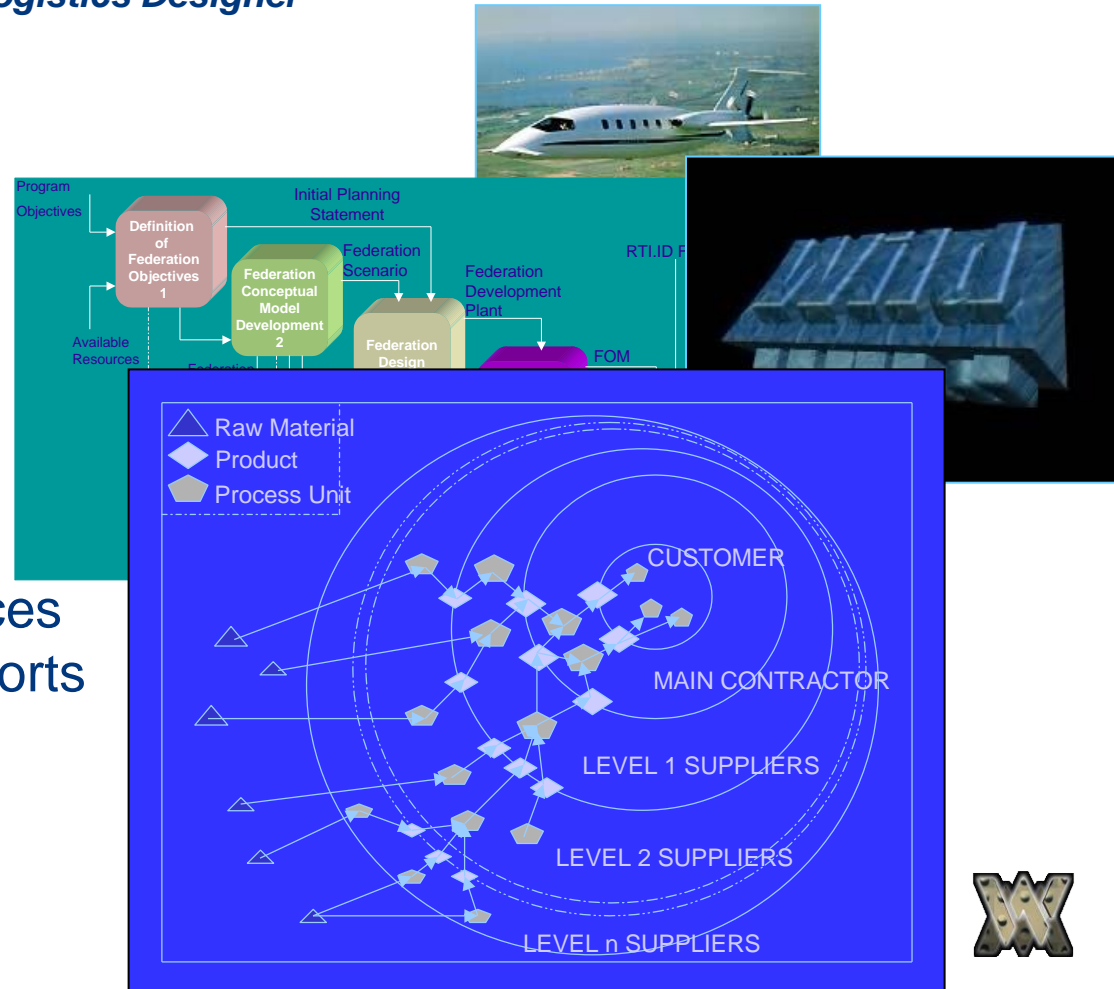 Logistics Designer
Program
Objectives
Initial Planning
Statement
Definition
of
Federation
Objectives
1
Federation
Scenario
RTI.ID
Federation
Conceptual
Model
Development
2
Federation
Development
Plant
Available
Resources
Federation
Design
FOM
Federation
Raw Material
Product
Process Unit
CUSTOMER
MAIN CONTRACTOR
LEVEL 1 SUPPLIERS
LEVEL 2 SUPPLIERS
LEVEL n SUPPLIERS